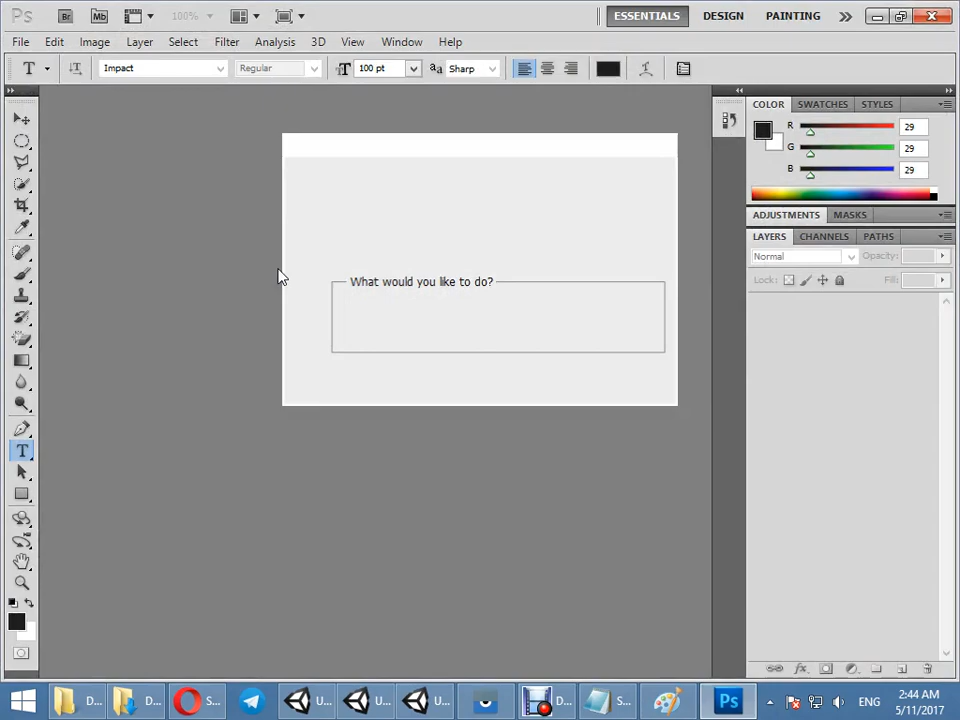 Ps Br Mb 100% ESSENTIALS DESIGN PAINTING
File Edit Image Layer Select Filter Analysis 3D View Window Help
T Impact Regular 100 pt Sharp
COLOR SWATCHES STYLES
R 29
G 29
B 29
ADJUSTMENTS MASKS
LAYERS CHANNELS PATHS
Normal Opacity:
Lock: Fill:
What would you like to do?
D... D... S... U... U... U... D... S... Ps ENG
2:44 AM
5/11/2017